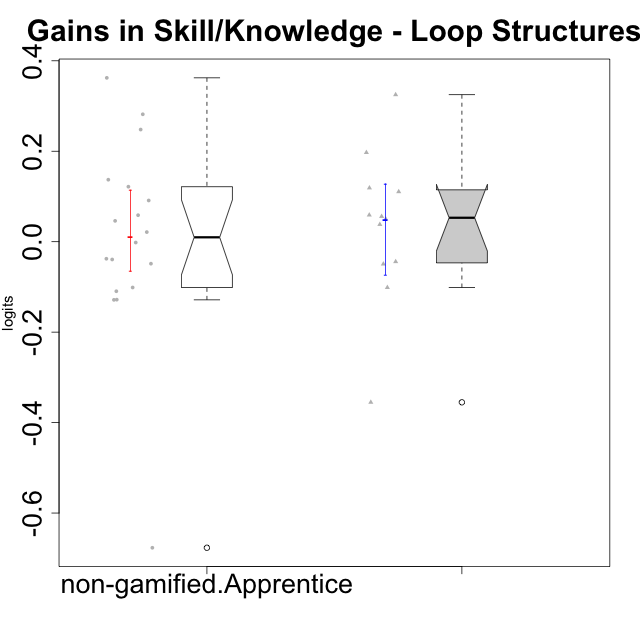 Gains in Skill/Knowledge - Loop Structures
logits
0.4
0.2
0.0
-0.2
-0.4
-0.6
non-gamified.Apprentice